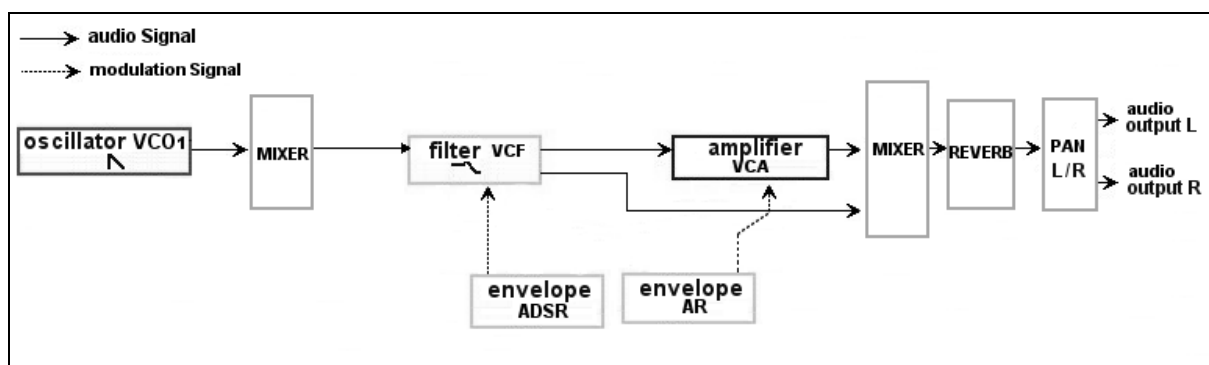 audio Signal
modulation Signal
oscillator VCO1
MIXER
filter VCF
amplifier
VCA
MIXER
REVERB
PAN
L/R
audio
output L
audio
output R
envelope
ADSR
envelope
AR